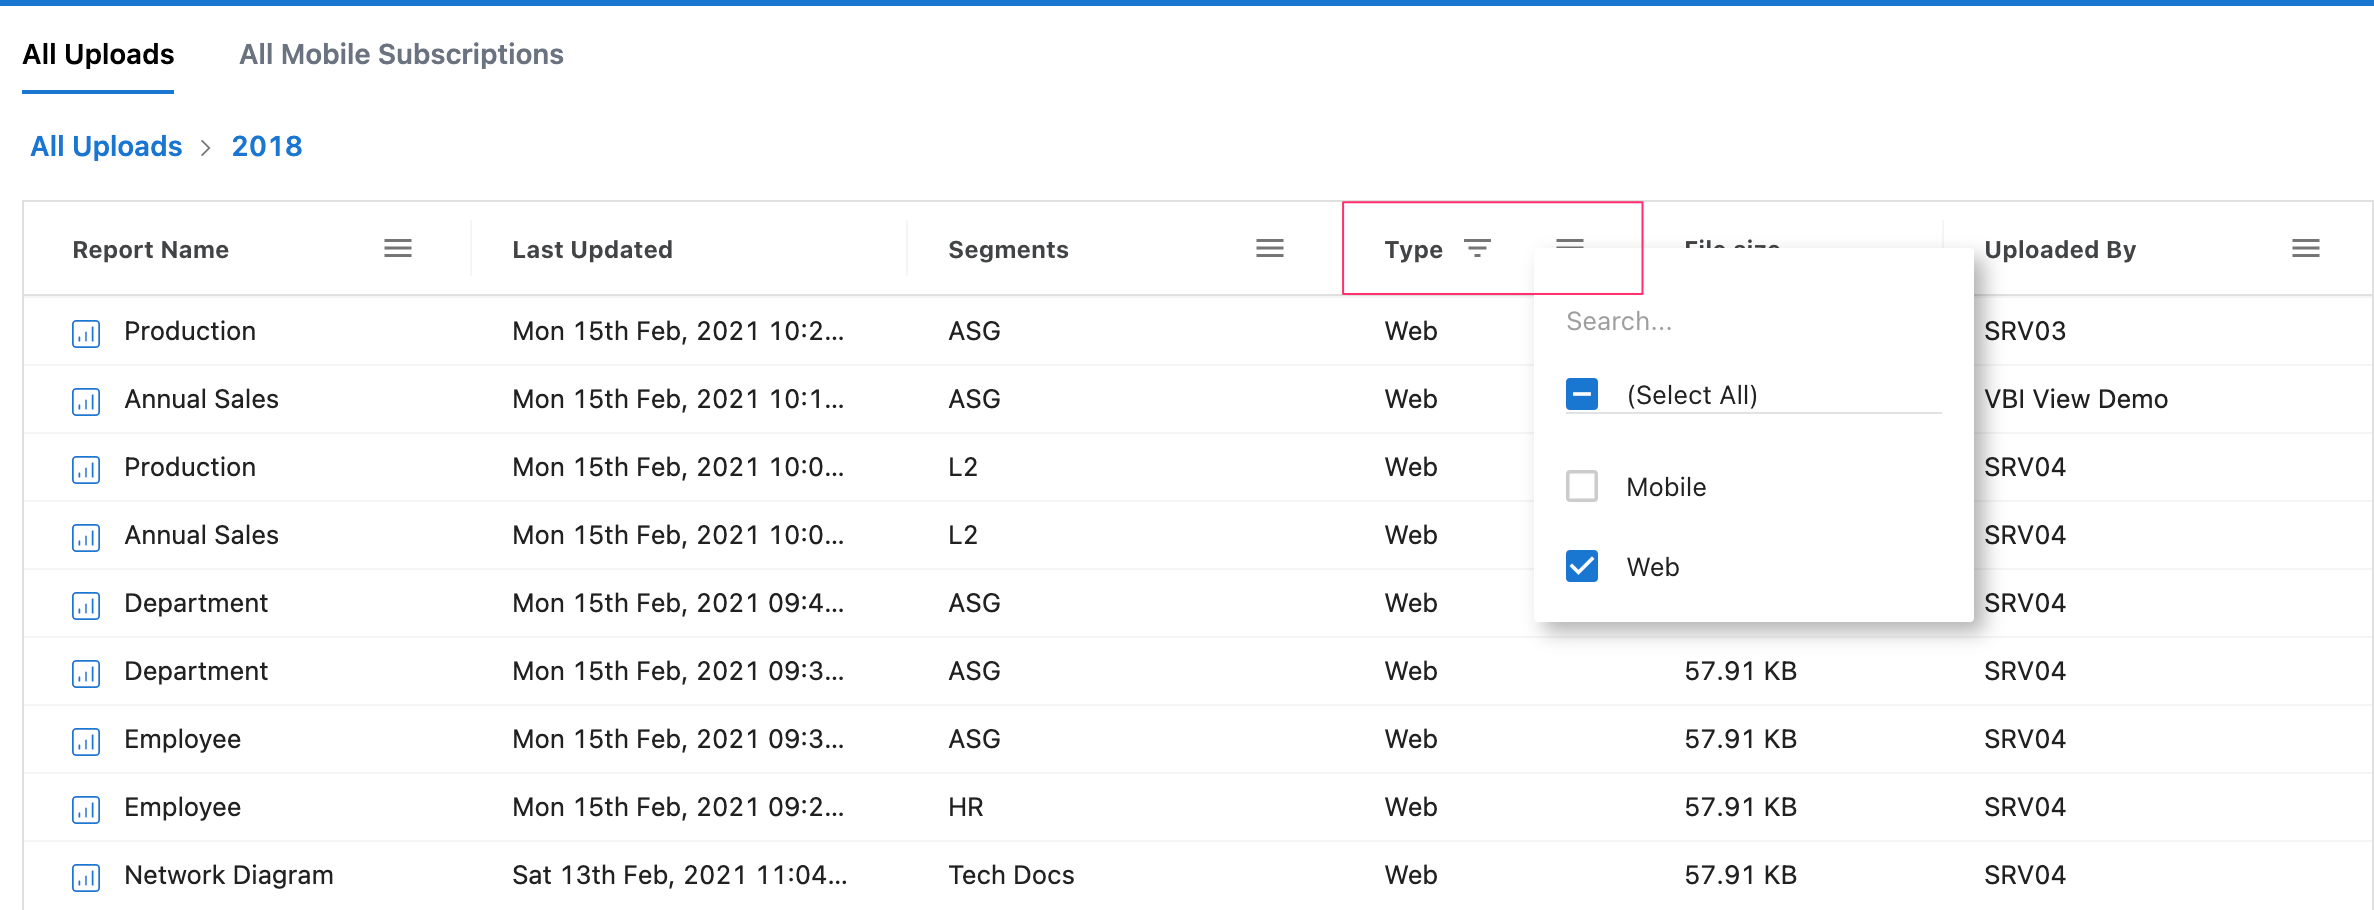 All Uploads All Mobile Subscriptions
All Uploads > 2018
Report Name Last Updated Segments Type File size Uploaded By
Production Mon 15th Feb, 2021 10:2... ASG Web SRV03
Search...
Annual Sales Mon 15th Feb, 2021 10:1... ASG Web (Select All) VBI View Demo
Production Mon 15th Feb, 2021 10:0... L2 Web Mobile SRV04
Annual Sales Mon 15th Feb, 2021 10:0... L2 Web Web SRV04
Department Mon 15th Feb, 2021 09:4... ASG Web SRV04
Department Mon 15th Feb, 2021 09:3... ASG Web 57.91 KB SRV04
Employee Mon 15th Feb, 2021 09:3... ASG Web 57.91 KB SRV04
Employee Mon 15th Feb, 2021 09:2... HR Web 57.91 KB SRV04
Network Diagram Sat 13th Feb, 2021 11:04... Tech Docs Web 57.91 KB SRV04